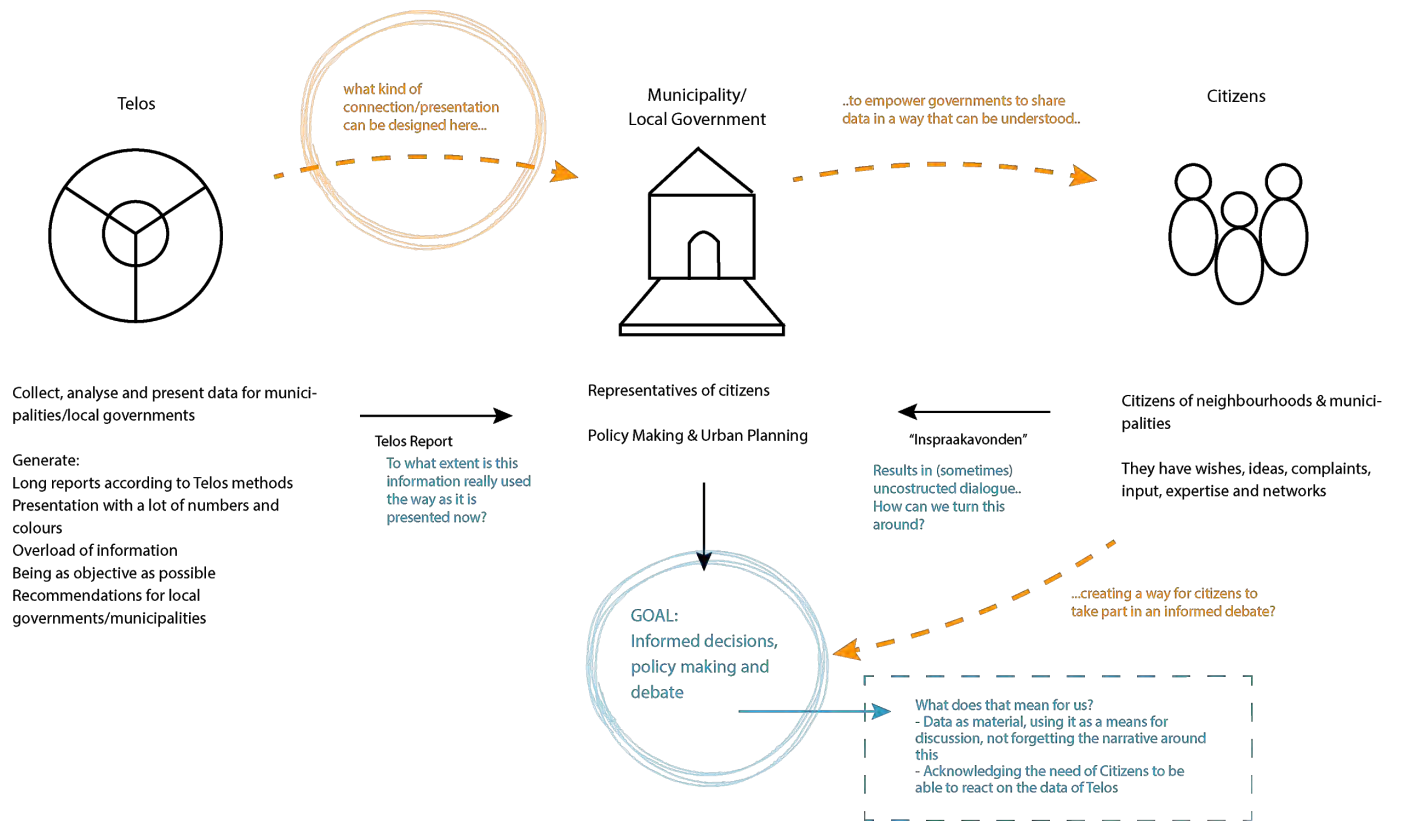 Telos
what kind of
connection/presentation
can be designed here...
Municipality/
Local Government
..to empower governments to share
data in a way that can be understood..
Citizens
Collect, analyse and present data for munici-
palities/local governments
Generate:
Long reports according to Telos methods
Presentation with a lot of numbers and
colours
Overload of information
Being as objective as possible
Recommendations for local
governments/municipalities
Telos Report
To what extent is this
information really used
the way as it is
presented now?
Representatives of citizens
Policy Making & Urban Planning
“Inspraakavonden”
Results in (sometimes)
uncostructed dialogue..
How can we turn this
around?
Citizens of neighbourhoods & munici-
palities
They have wishes, ideas, complaints,
input, expertise and networks
...creating a way for citizens to
take part in an informed debate?
GOAL:
Informed decisions,
policy making and
debate
What does that mean for us?
- Data as material, using it as a means for
discussion, not forgetting the narrative around
this
- Acknowledging the need of Citizens to be
able to react on the data of Telos